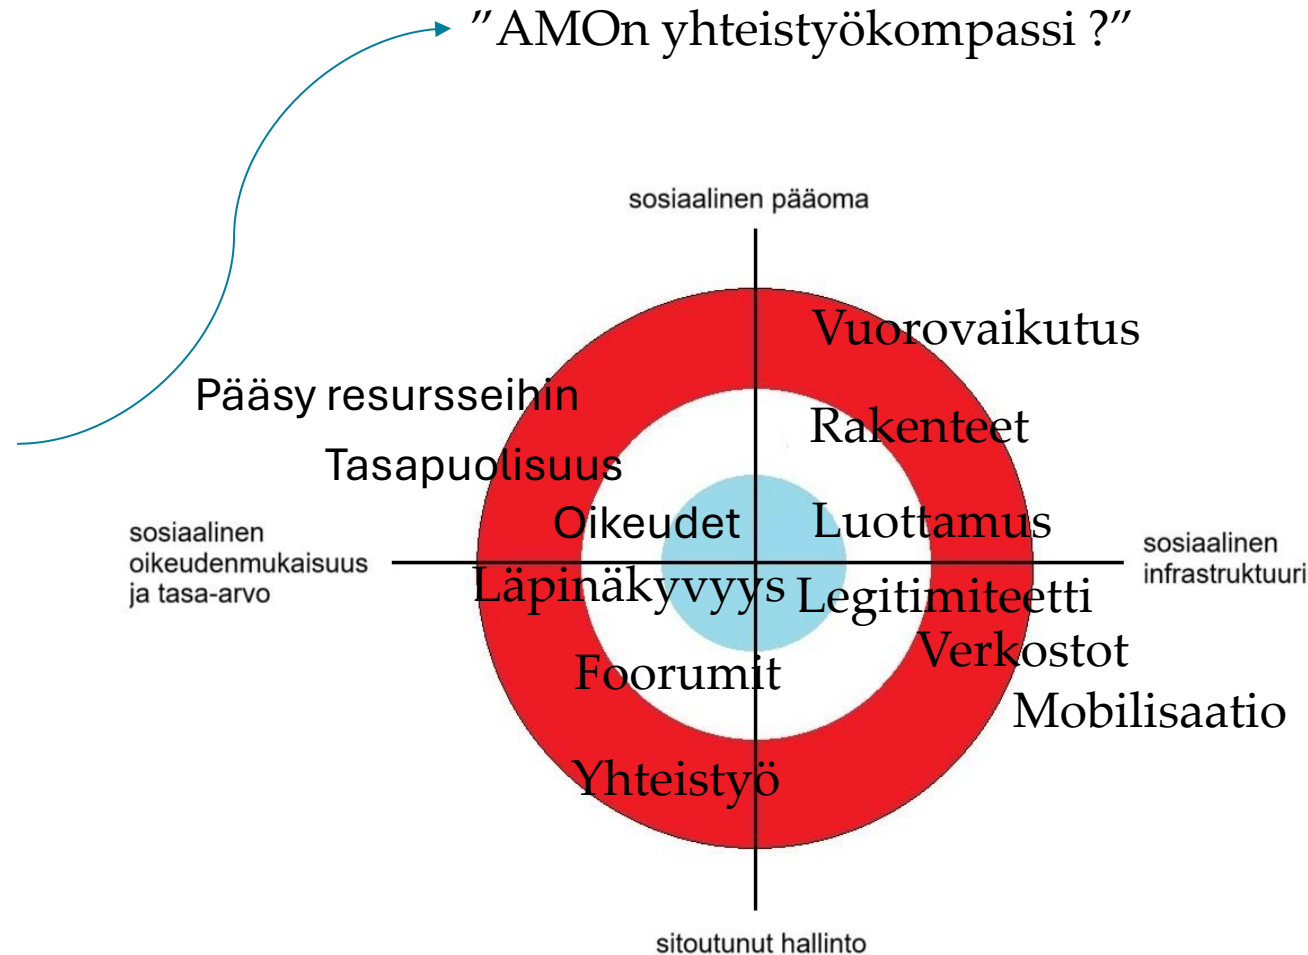 ”AMOn yhteistyökompassi ?”
sosiaalinen pääoma
Vuorovaikutus
Pääsy resursseihin
Rakenteet
Tasapuolisuus
Oikeudet
Luottamus
sosiaalinen
oikeudenmukaisuus
ja tasa-arvo
sosiaalinen
infrastruktuuri
Läpinäkyvyys
Legitimiteetti
Verkostot
Foorumit
Mobilisaatio
Yhteistyö
sitoutunut hallinto